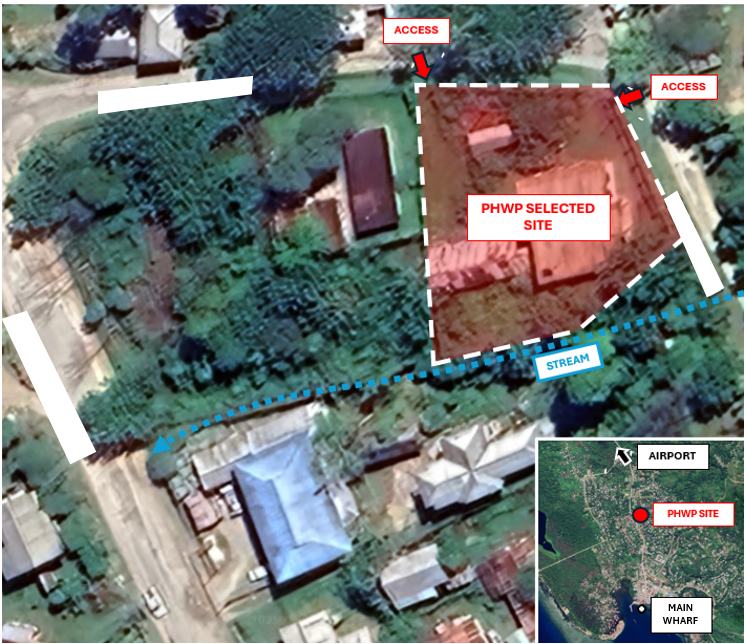 ACCESS
ACCESS
PHWP SELECTED
SITE
STREAM
AIRPORT
PHWP SITE
MAIN
WHARF